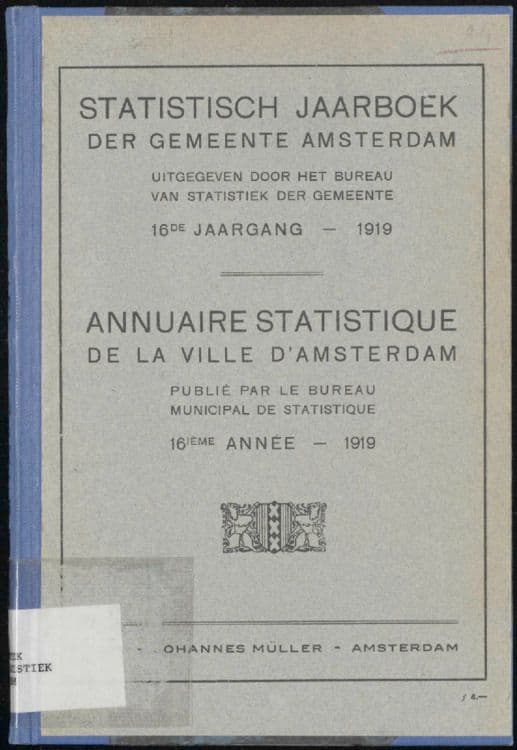 STATISTISCH JAARBOEK
DER GEMEENTE AMSTERDAM
UITGEGEVEN DOOR HET BUREAU
VAN STATISTIEK DER GEMEENTE
16DE JAARGANG — 1919
ANNUAIRE STATISTIQUE
DE LA VILLE D'AMSTERDAM
PUBLIÉ PAR LE BUREAU
MUNICIPAL DE STATISTIQUE
16IÈME ANNÉE — 1919
- OHANNES MÜLLER - AMSTERDAM